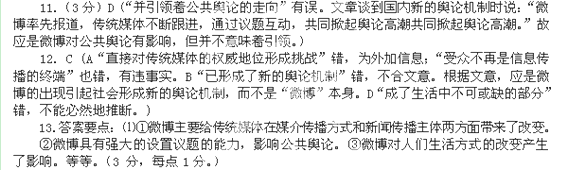 11.（3分）D（“并引领着公共舆论的走向”有误。文章谈到国内新的舆论机制时说：“微
博率先报道，传统媒体不断跟进，通过议题互动，共同掀起舆论高潮共同掀起舆论高潮。”故
应是微博对公共舆论有影响，但并不意味着引领。）
12. C（A“直接对传统媒体的权威地位形成挑战”错，为外加信息；“受众不再是信息传
播的终端”也错，有违事实。B“已形成了新的舆论机制”错，不合文意。根据文章，应是微
博的出现引起社会形成新的舆论机制，而不是“微博”本身。D“成了生活中不可或缺的部分”
错，不能必然地推断。）
13.答案要点：⑴①微博主要给传统媒体在媒介传播方式和新闻传播主体两方面带来了改变。
②微博具有强大的设置议题的能力，影响公共舆论。③微博对人们生活方式的改变产生
了影响。等等。（3 分，每点 1 分。）